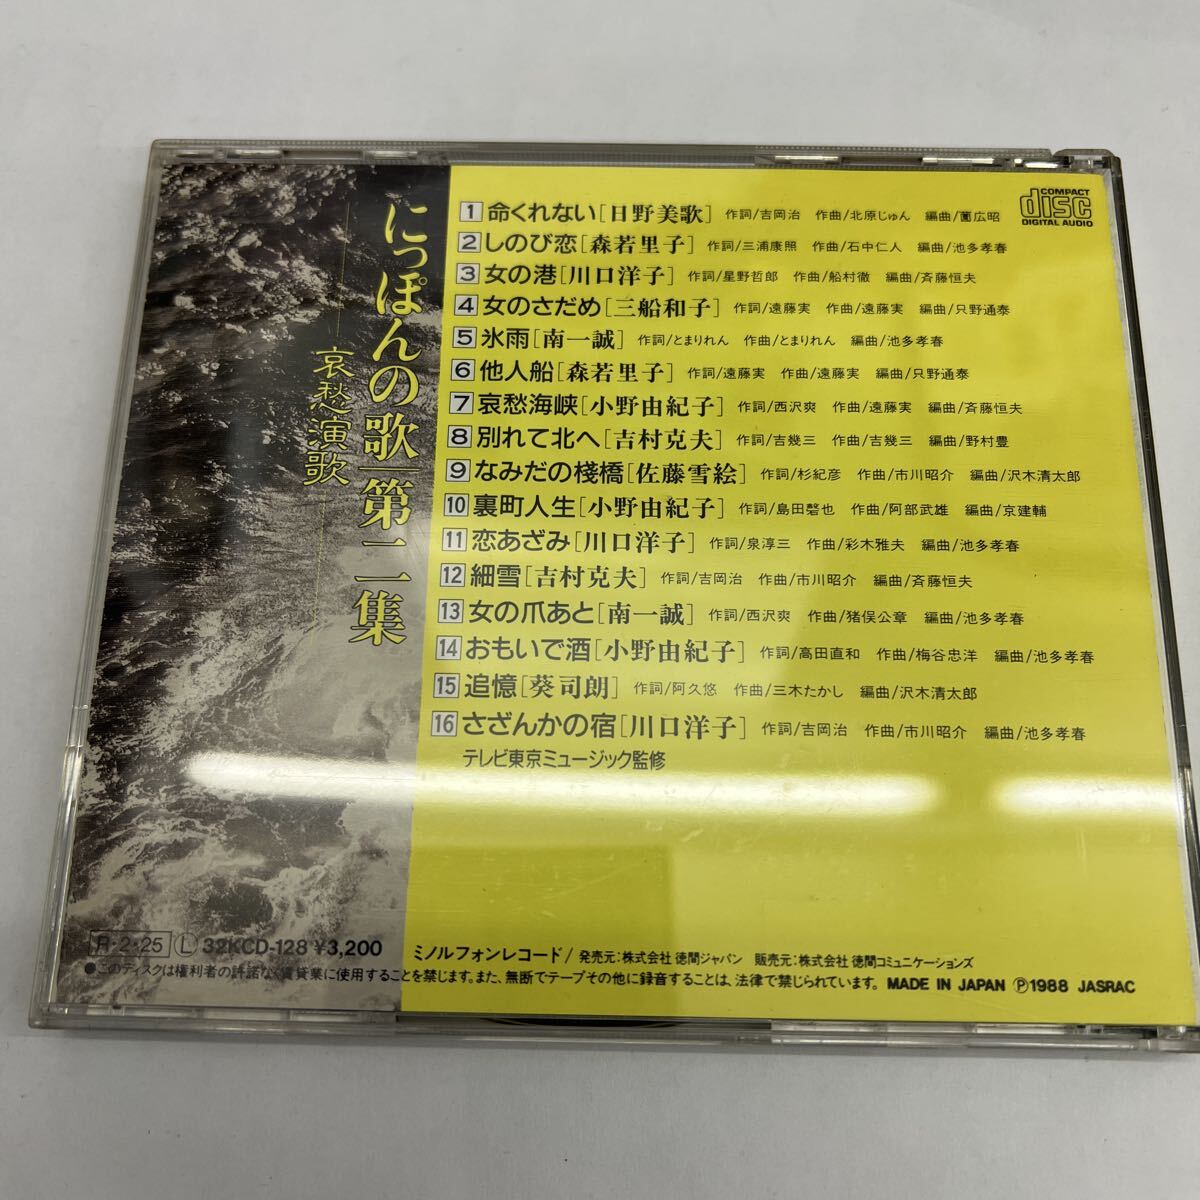 にっぽんの歌 第二集
哀愁演歌
COMPACT
disc
DIGITAL AUDIO
1 命くれない[日野美歌] 作詞/吉岡治 作曲/北原じゅん 編曲/薗広昭
2 しのび恋[森若里子] 作詞/三浦康照 作曲/石中仁人 編曲/池多孝春
3 女の港[川口洋子] 作詞/星野哲郎 作曲/船村徹 編曲/斉藤恒夫
4 女のさだめ[三船和子] 作詞/遠藤実 作曲/遠藤実 編曲/只野通泰
5 氷雨[南一誠] 作詞/とまりれん 作曲/とまりれん 編曲/池多孝春
6 他人船[森若里子] 作詞/遠藤実 作曲/遠藤実 編曲/只野通泰
7 哀愁海峡[小野由紀子] 作詞/西沢爽 作曲/遠藤実 編曲/斉藤恒夫
8 別れて北へ[吉村克夫] 作詞/吉幾三 作曲/吉幾三 編曲/野村豊
9 なみだの棧橋[佐藤雪絵] 作詞/杉紀彦 作曲/市川昭介 編曲/沢木清太郎
10 裏町人生[小野由紀子] 作詞/島田磬也 作曲/阿部武雄 編曲/京建輔
11 恋あざみ[川口洋子] 作詞/泉淳三 作曲/彩木雅夫 編曲/池多孝春
12 細雪[吉村克夫] 作詞/吉岡治 作曲/市川昭介 編曲/斉藤恒夫
13 女の爪あと[南一誠] 作詞/西沢爽 作曲/猪俣公章 編曲/池多孝春
14 おもいで酒[小野由紀子] 作詞/高田直和 作曲/梅谷忠洋 編曲/池多孝春
15 追憶[葵司朗] 作詞/阿久悠 作曲/三木たかし 編曲/沢木清太郎
16 さざんかの宿[川口洋子] 作詞/吉岡治 作曲/市川昭介 編曲/池多孝春
テレビ東京ミュージック監修
R・2・25 Ⓛ 32KCD-128 ¥3,200 ミノルフォンレコード/発売元:株式会社 徳間ジャパン 販売元:株式会社 徳間コミュニケーションズ
●このディスクは権利者の許諾なく賃貸業に使用することを禁じます。また、無断でテープその他に録音することは、法律で禁じられています。 MADE IN JAPAN Ⓟ1988 JASRAC